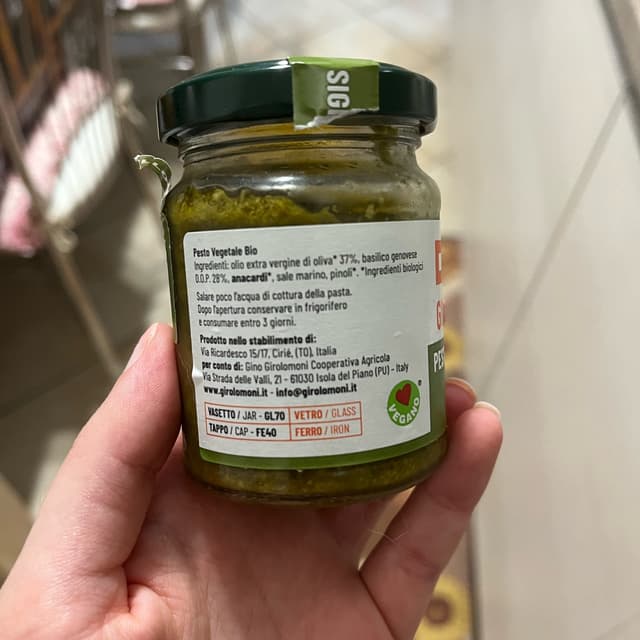 SIG
Pesto Vegetale Bio
Ingredienti: olio extra vergine di oliva* 37%, basilico genovese
D.O.P. 28%, anacardi*, sale marino, pinoli*. *Ingredienti biologici
Salare poco l'acqua di cottura della pasta.
Dopo l'apertura conservare in frigorifero
e consumare entro 3 giorni.
Prodotto nello stabilimento di:
Via Ricardesco 15/17, Cirié, (TO), Italia
per conto di: Gino Girolomoni Cooperativa Agricola
Via Strada delle Valli, 21 - 61030 Isola del Piano (PU) - Italy
www.girolomoni.it - info@girolomoni.it
VASETTO / JAR - GL70 VETRO / GLASS
TAPPO / CAP - FE40 FERRO / IRON
VEGANO
PE